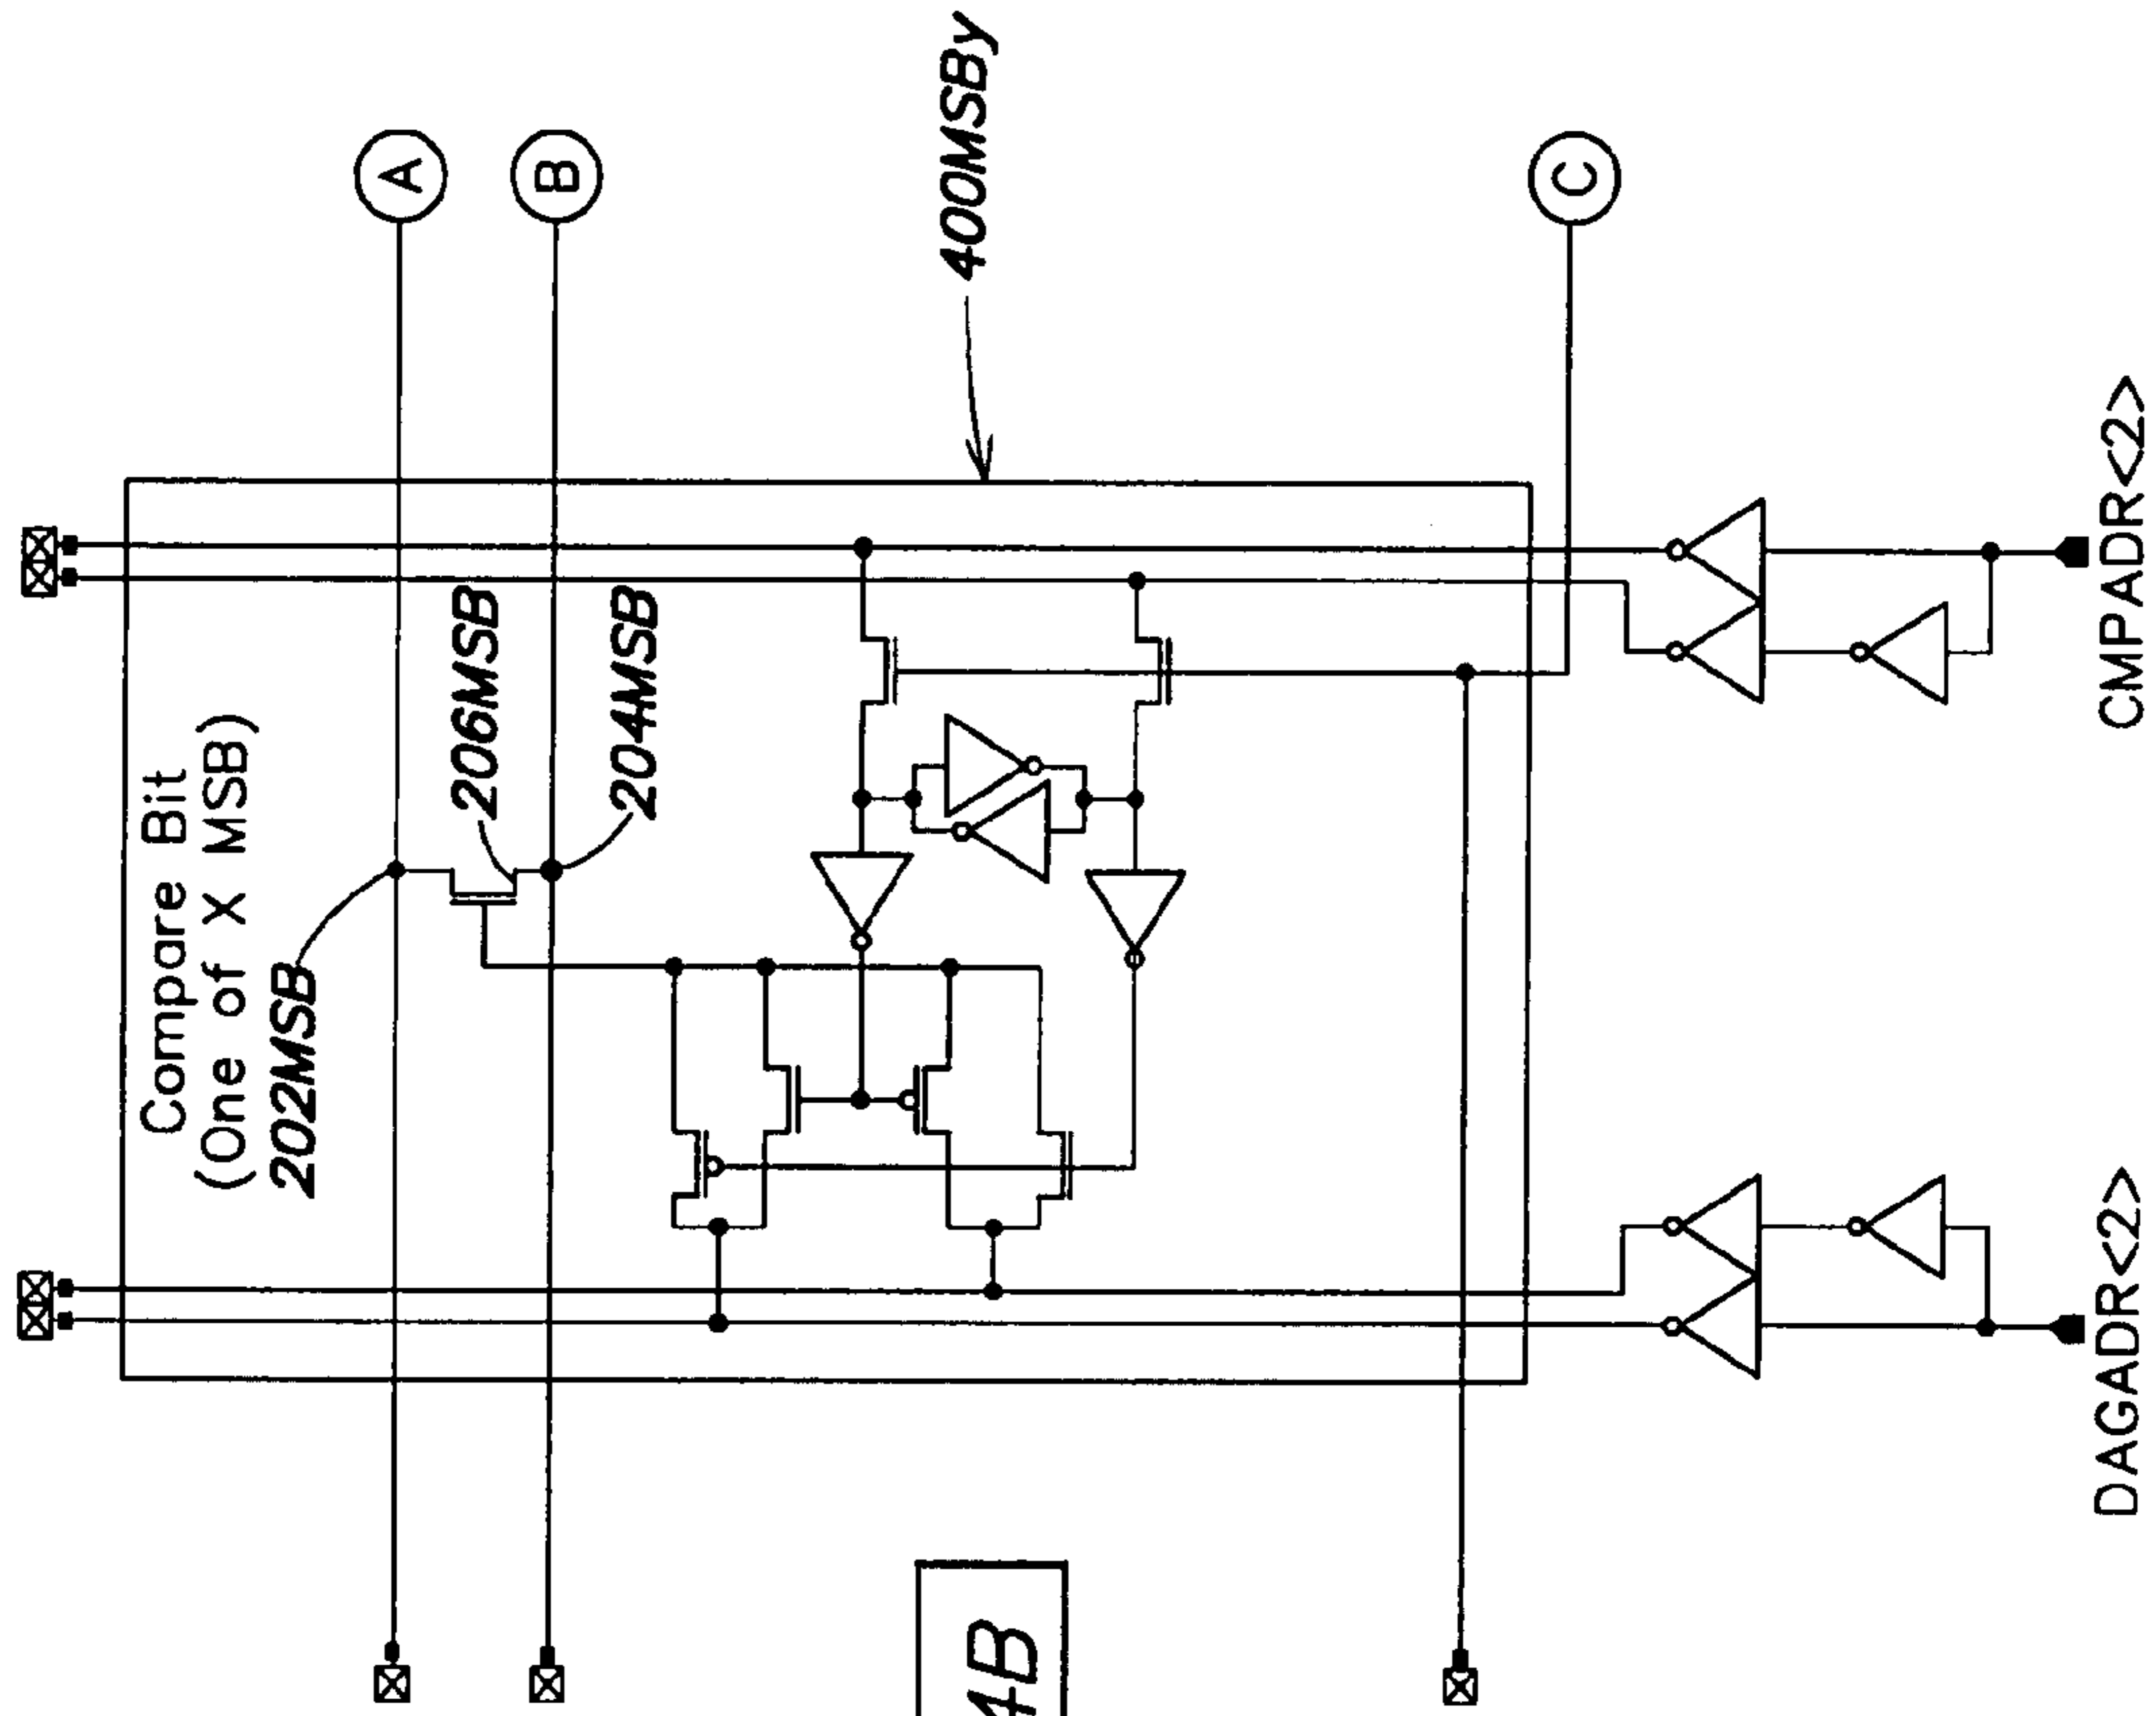 Compare Bit
(One of X MSB)
202MSB
A
206MSB
B
204MSB
400MSBy
4B
C
DAGADR<2>
CMPADR<2>